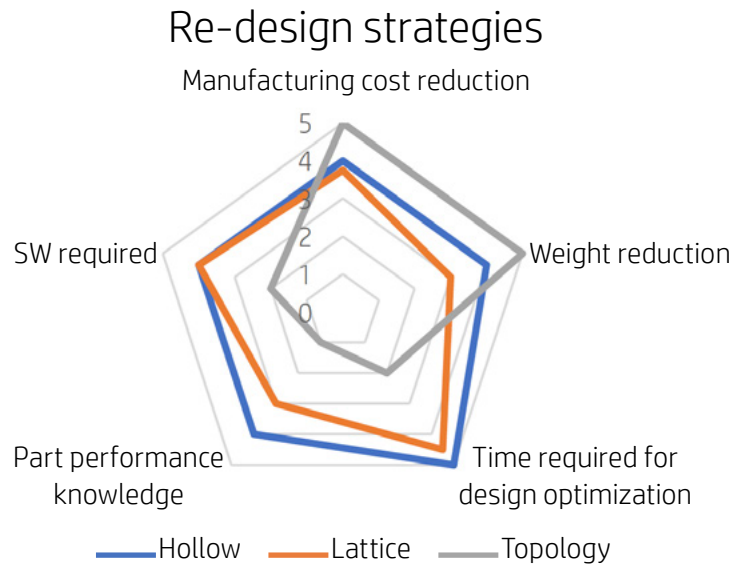 Re-design strategies
Manufacturing cost reduction
5
4
3
2
1
0
SW required
Weight reduction
Part performance
knowledge
Time required for
design optimization
Hollow Lattice Topology